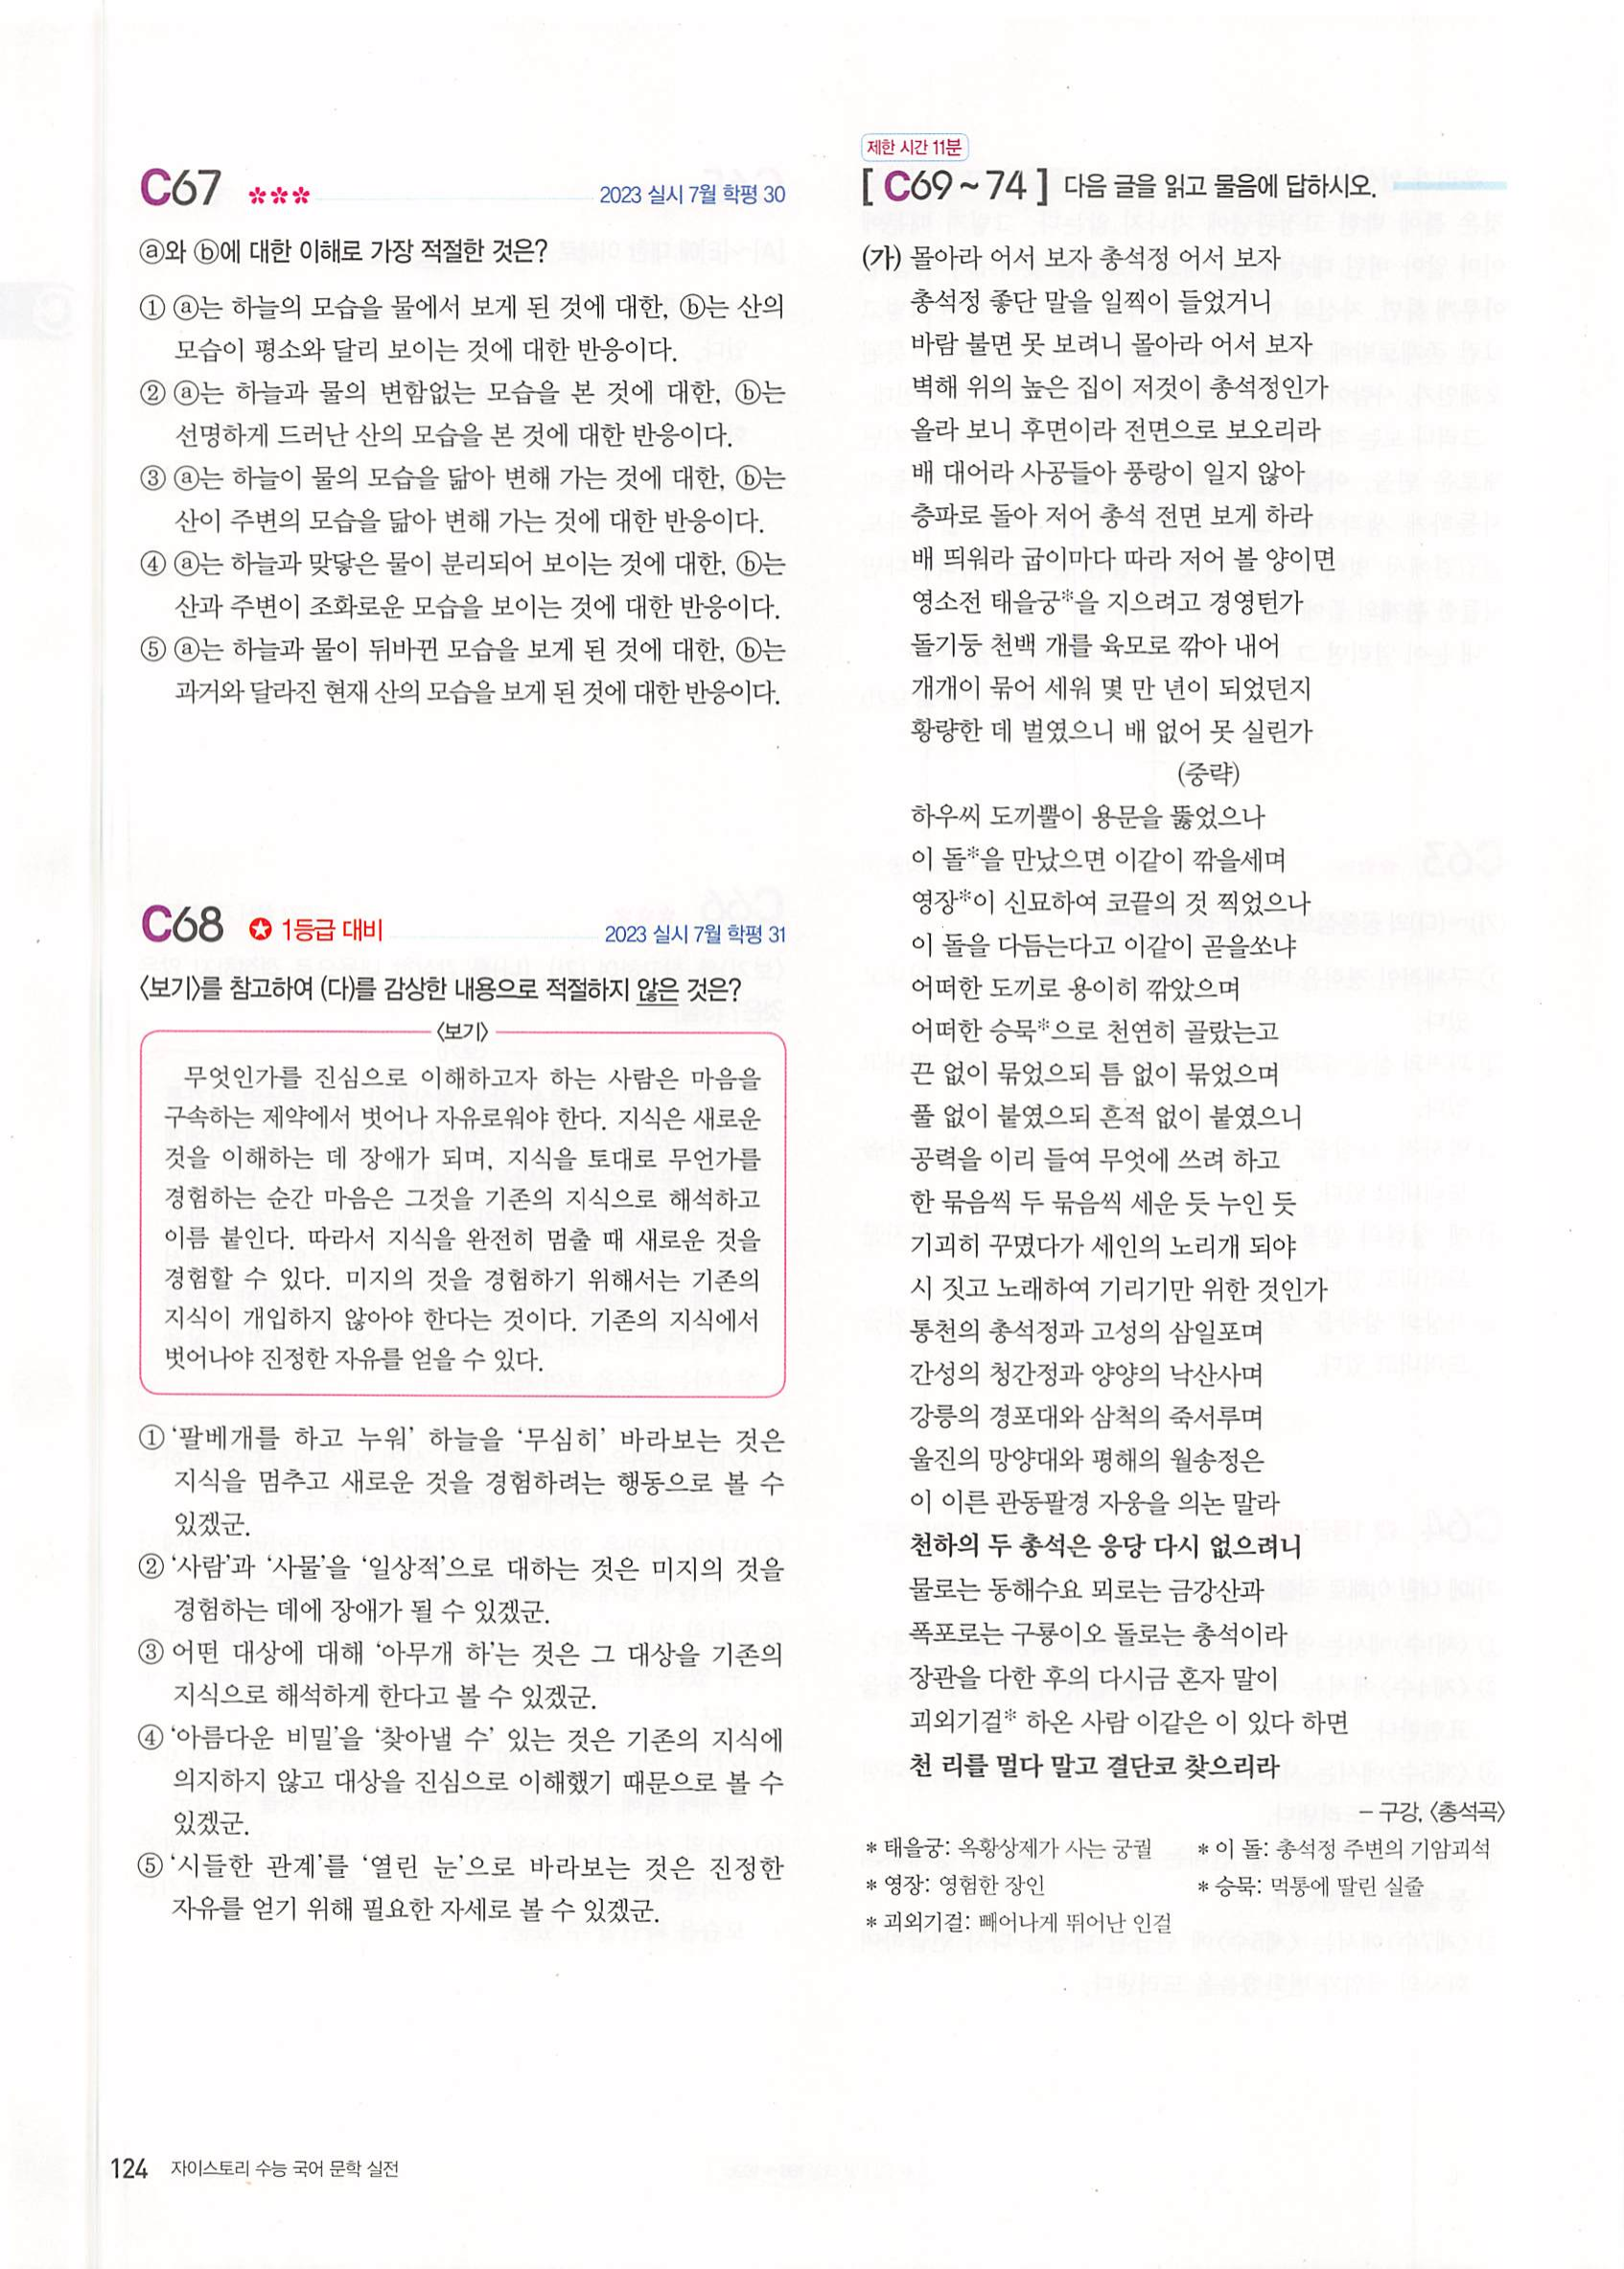 C67 ✲✲✲ 2023 실시 7월 학평 30
ⓐ와 ⓑ에 대한 이해로 가장 적절한 것은?
① ⓐ는 하늘의 모습을 물에서 보게 된 것에 대한, ⓑ는 산의
모습이 평소와 달리 보이는 것에 대한 반응이다.
② ⓐ는 하늘과 물의 변함없는 모습을 본 것에 대한, ⓑ는
선명하게 드러난 산의 모습을 본 것에 대한 반응이다.
③ ⓐ는 하늘이 물의 모습을 닮아 변해 가는 것에 대한, ⓑ는
산이 주변의 모습을 닮아 변해 가는 것에 대한 반응이다.
④ ⓐ는 하늘과 맞닿은 물이 분리되어 보이는 것에 대한, ⓑ는
산과 주변이 조화로운 모습을 보이는 것에 대한 반응이다.
⑤ ⓐ는 하늘과 물이 뒤바뀐 모습을 보게 된 것에 대한, ⓑ는
과거와 달라진 현재 산의 모습을 보게 된 것에 대한 반응이다.
C68 ✪ 1등급 대비 2023 실시 7월 학평 31
〈보기〉를 참고하여 (다)를 감상한 내용으로 적절하지 않은 것은?
〈보기〉
무엇인가를 진심으로 이해하고자 하는 사람은 마음을
구속하는 제약에서 벗어나 자유로워야 한다. 지식은 새로운
것을 이해하는 데 장애가 되며, 지식을 토대로 무언가를
경험하는 순간 마음은 그것을 기존의 지식으로 해석하고
이름 붙인다. 따라서 지식을 완전히 멈출 때 새로운 것을
경험할 수 있다. 미지의 것을 경험하기 위해서는 기존의
지식이 개입하지 않아야 한다는 것이다. 기존의 지식에서
벗어나야 진정한 자유를 얻을 수 있다.
① ‘팔베개를 하고 누워’ 하늘을 ‘무심히’ 바라보는 것은
지식을 멈추고 새로운 것을 경험하려는 행동으로 볼 수
있겠군.
② ‘사람’과 ‘사물’을 ‘일상적’으로 대하는 것은 미지의 것을
경험하는 데에 장애가 될 수 있겠군.
③ 어떤 대상에 대해 ‘아무개 하’는 것은 그 대상을 기존의
지식으로 해석하게 한다고 볼 수 있겠군.
④ ‘아름다운 비밀’을 ‘찾아낼 수’ 있는 것은 기존의 지식에
의지하지 않고 대상을 진심으로 이해했기 때문으로 볼 수
있겠군.
⑤ ‘시들한 관계’를 ‘열린 눈’으로 바라보는 것은 진정한
자유를 얻기 위해 필요한 자세로 볼 수 있겠군.
124 자이스토리 수능 국어 문학 실전
제한 시간 11분
[ C69 ~ 74 ] 다음 글을 읽고 물음에 답하시오.
(가) 몰아라 어서 보자 총석정 어서 보자
총석정 좋단 말을 일찍이 들었거니
바람 불면 못 보려니 몰아라 어서 보자
벽해 위의 높은 집이 저것이 총석정인가
올라 보니 후면이라 전면으로 보오리라
배 대어라 사공들아 풍랑이 일지 않아
층파로 돌아 저어 총석 전면 보게 하라
배 띄워라 굽이마다 따라 저어 볼 양이면
영소전 태을궁*을 지으려고 경영턴가
돌기둥 천백 개를 육모로 깎아 내어
개개이 묶어 세워 몇 만 년이 되었던지
황량한 데 벌였으니 배 없어 못 실린가
(중략)
하우씨 도끼뿔이 용문을 뚫었으나
이 돌*을 만났으면 이같이 깎을세며
영장*이 신묘하여 코끝의 것 찍었으나
이 돌을 다듬는다고 이같이 곧을쏘냐
어떠한 도끼로 용이히 깎았으며
어떠한 승묵*으로 천연히 골랐는고
끈 없이 묶었으되 틈 없이 묶었으며
풀 없이 붙였으되 흔적 없이 붙였으니
공력을 이리 들여 무엇에 쓰려 하고
한 묶음씩 두 묶음씩 세운 듯 누인 듯
기괴히 꾸몄다가 세인의 노리개 되야
시 짓고 노래하여 기리기만 위한 것인가
통천의 총석정과 고성의 삼일포며
간성의 청간정과 양양의 낙산사며
강릉의 경포대와 삼척의 죽서루며
울진의 망양대와 평해의 월송정은
이 이른 관동팔경 자웅을 의논 말라
천하의 두 총석은 응당 다시 없으려니
물로는 동해수요 뫼로는 금강산과
폭포로는 구룡이오 돌로는 총석이라
장관을 다한 후의 다시금 혼자 말이
괴외기걸* 하온 사람 이같은 이 있다 하면
천 리를 멀다 말고 결단코 찾으리라
– 구강, 〈총석곡〉
* 태을궁: 옥황상제가 사는 궁궐 * 이 돌: 총석정 주변의 기암괴석
* 영장: 영험한 장인 * 승묵: 먹통에 딸린 실줄
* 괴외기걸: 빼어나게 뛰어난 인걸